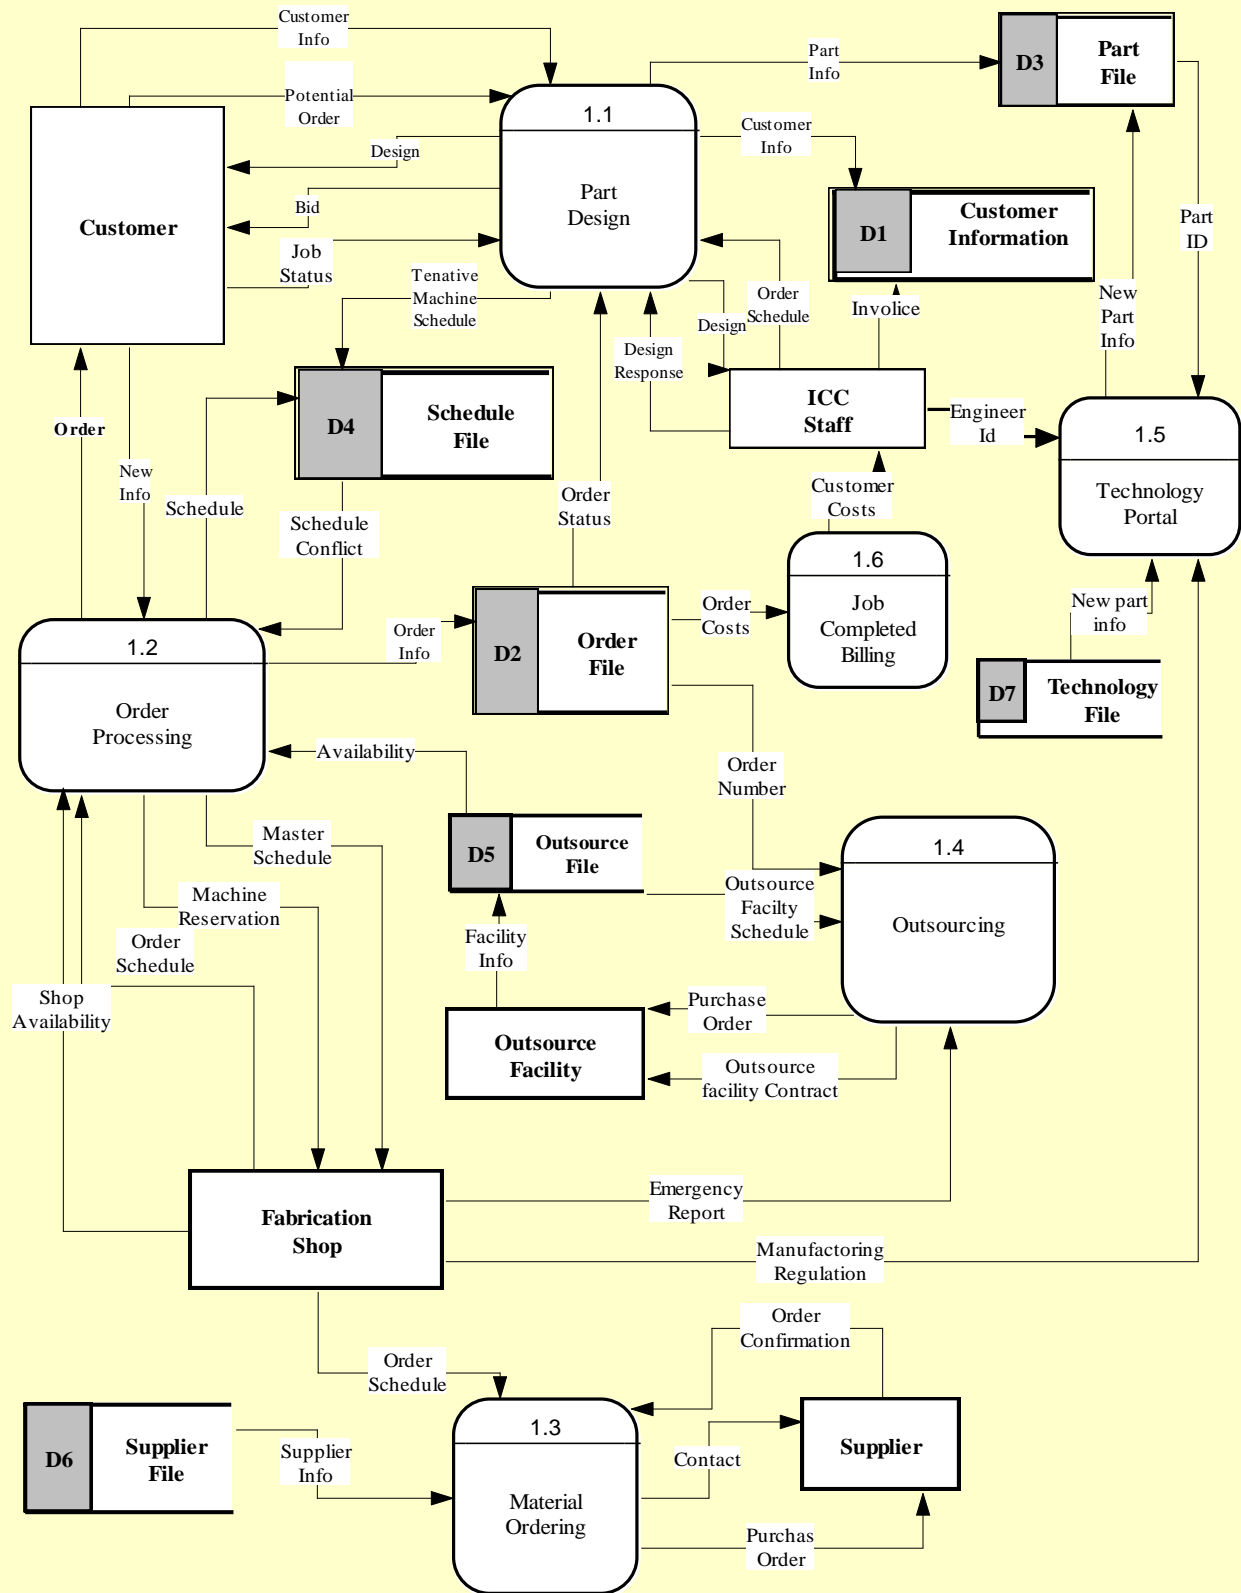 Customer
Info
Potential
Order
Design
Bid
Job
Status
Customer
1.1
Part
Design
Part
Info
D3
Part
File
Customer
Info
D1
Customer
Information
Part
ID
New
Part
Info
Tenative
Machine
Schedule
Design
Response
Design
Order
Schedule
Involice
ICC
Staff
Engineer
Id
1.5
Technology
Portal
Order
New
Info
Schedule
D4
Schedule
File
Schedule
Conflict
Order
Status
Customer
Costs
1.6
Job
Completed
Billing
New part
info
D7
Technology
File
1.2
Order
Processing
Order
Info
D2
Order
File
Order
Costs
Availability
Order
Number
Master
Schedule
Machine
Reservation
Order
Schedule
Shop
Availability
D5
Outsource
File
Outsource
Facilty
Schedule
1.4
Outsourcing
Facility
Info
Purchase
Order
Outsource
Facility
Outsource
facility Contract
Fabrication
Shop
Emergency
Report
Manufactoring
Regulation
Order
Schedule
Order
Confirmation
D6
Supplier
File
Supplier
Info
1.3
Material
Ordering
Contact
Supplier
Purchas
Order